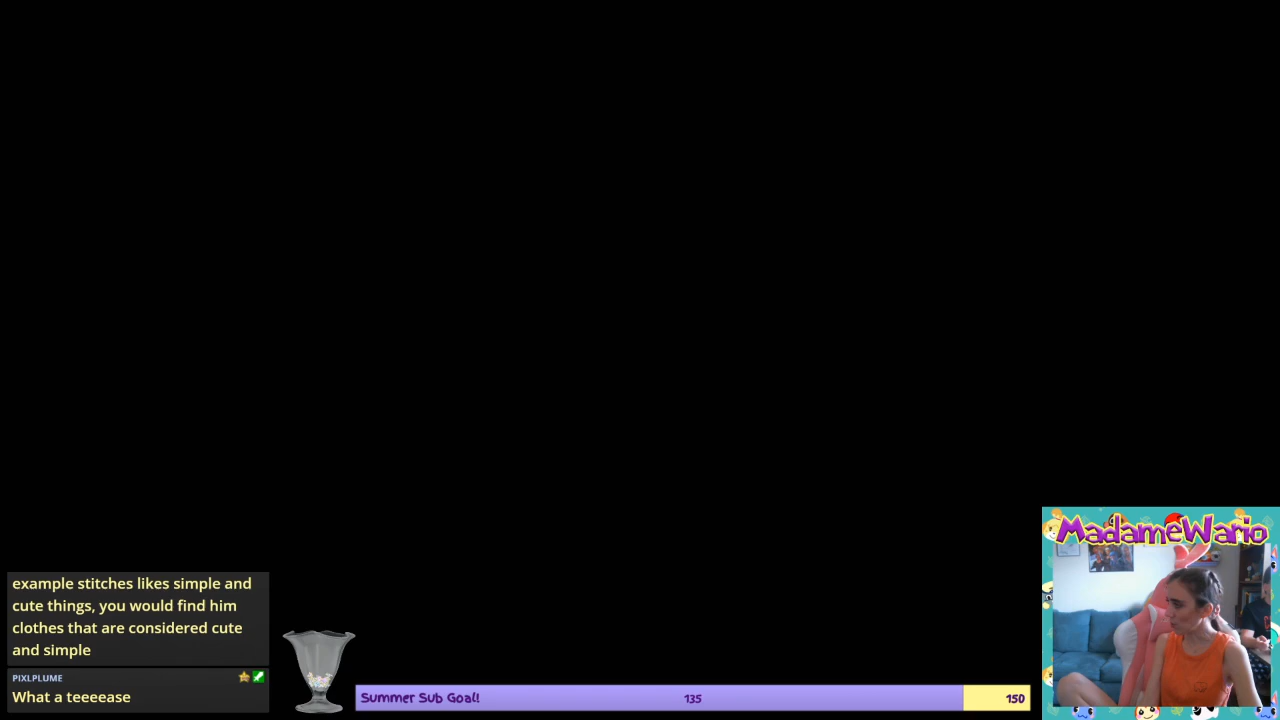 MadameWario
example stitches likes simple and
cute things, you would find him
clothes that are considered cute
and simple
PIXLPLUME
What a teeeease
Summer Sub Goal! 135 150